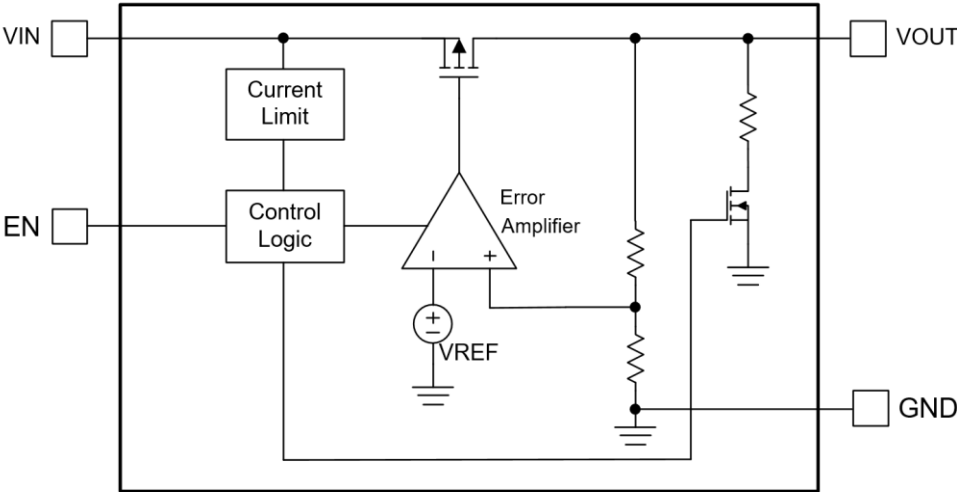 VIN
VOUT
Current
Limit
Error
Amplifier
EN
Control
Logic
- +
+
-
VREF
GND